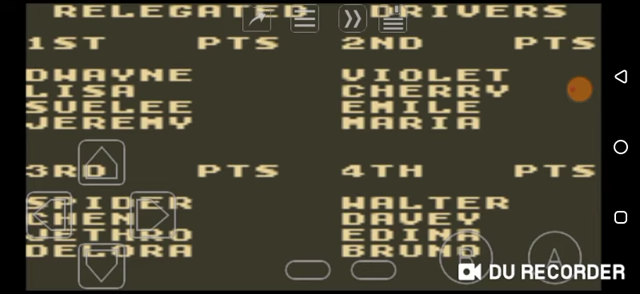 RELEGATED DRIVERS
1ST PTS 2ND PTS
DWAYNE VIOLET
LISA CHERRY
SUELEE EMILE
JEREMY MARIA
3RD PTS 4TH PTS
SPIDER WALTER
CHEN DAVEY
JETHRO EDINA
DELORA BRUNO
B A
DU RECORDER